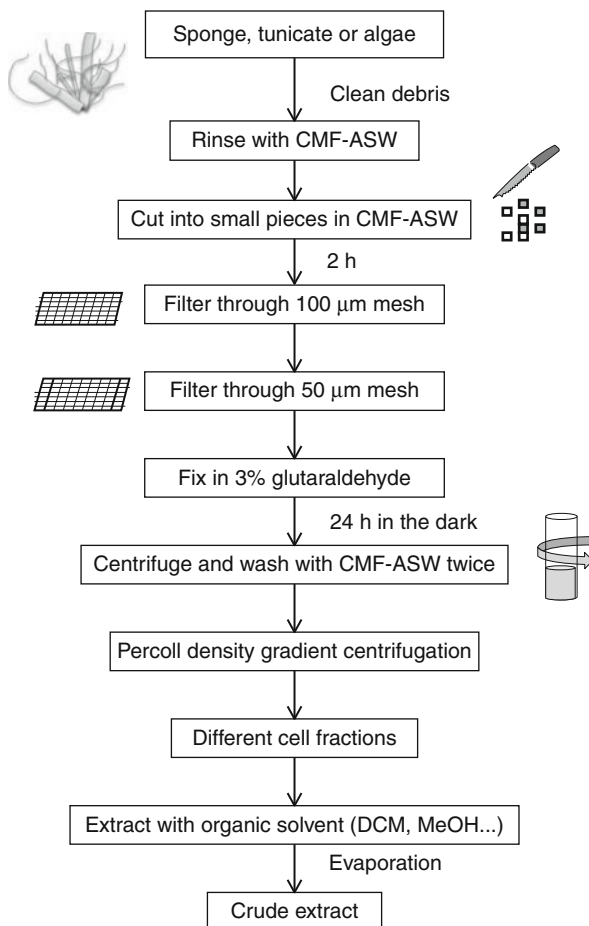 Sponge, tunicate or algae
Clean debris
Rinse with CMF-ASW
Cut into small pieces in CMF-ASW
2 h
Filter through 100 μm mesh
Filter through 50 μm mesh
Fix in 3% glutaraldehyde
24 h in the dark
Centrifuge and wash with CMF-ASW twice
Percoll density gradient centrifugation
Different cell fractions
Extract with organic solvent (DCM, MeOH...)
Evaporation
Crude extract